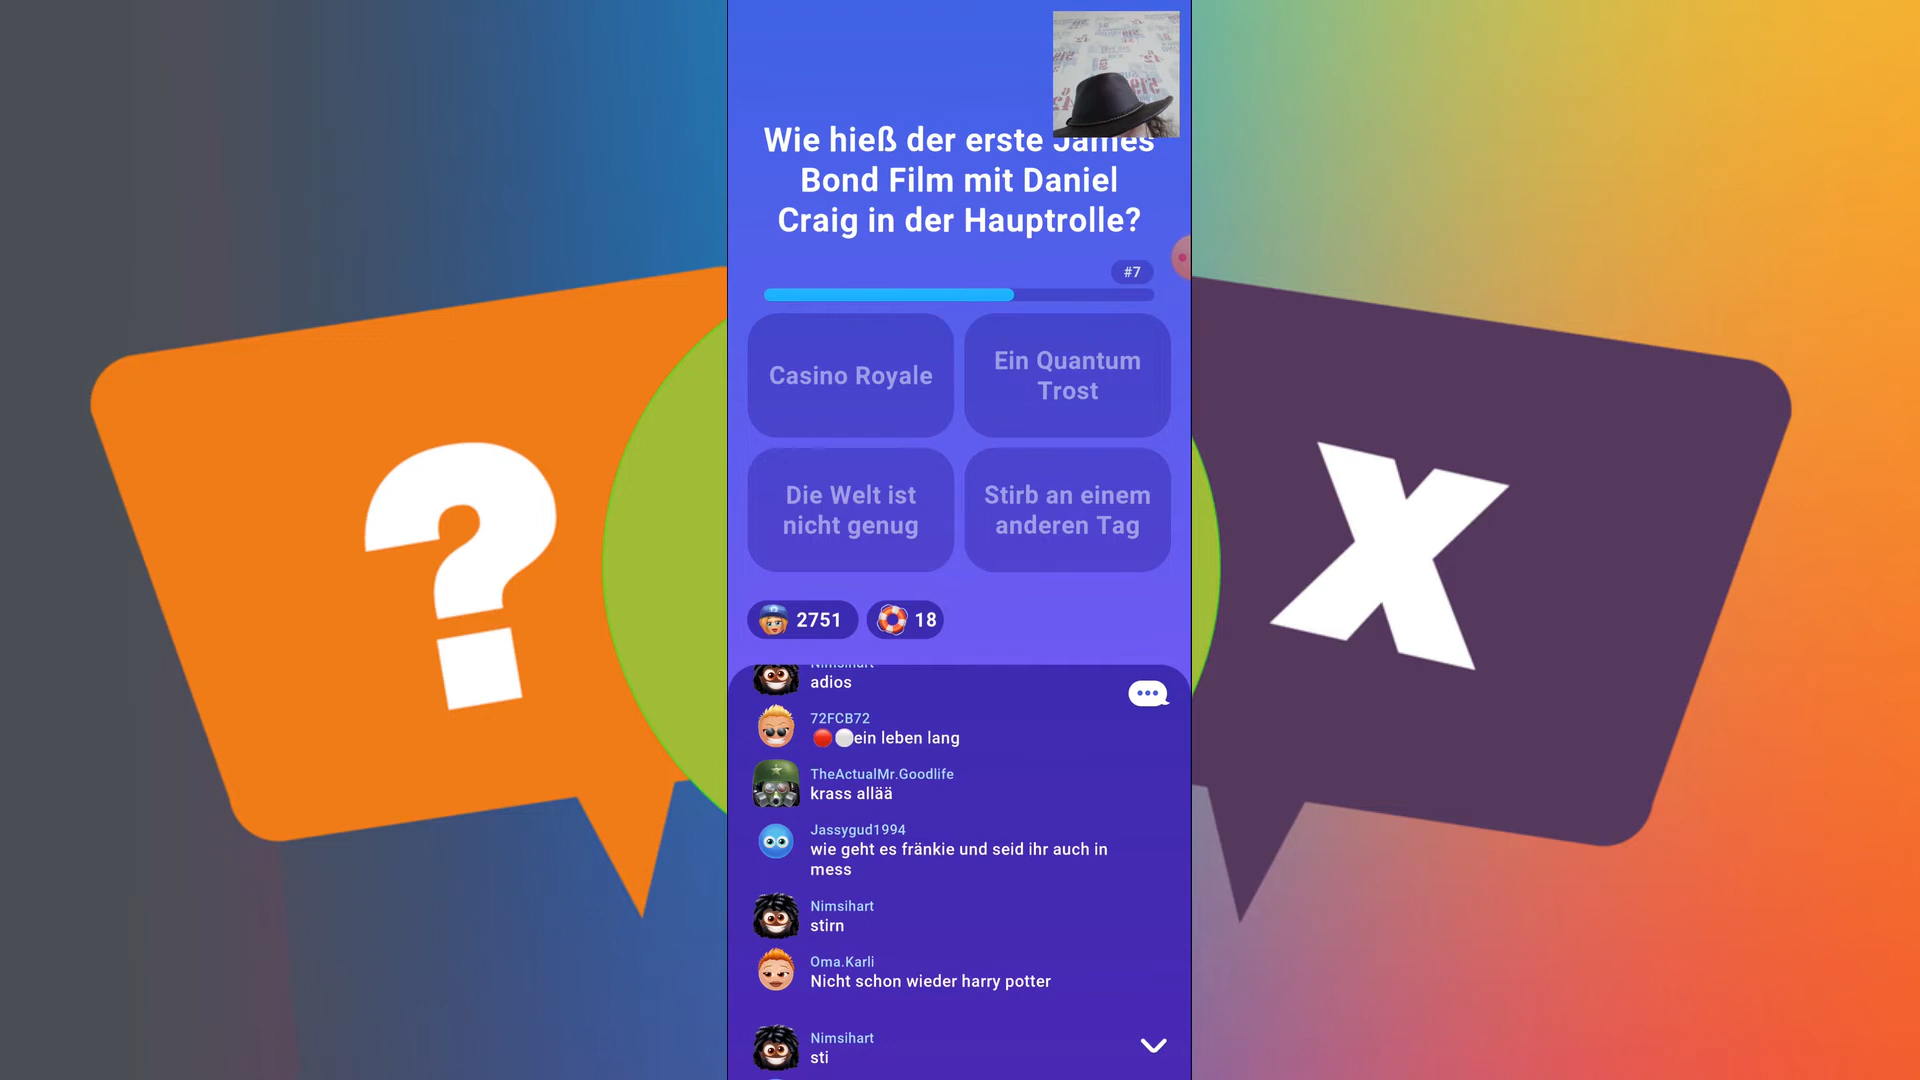 Wie hieß der erste James
Bond Film mit Daniel
Craig in der Hauptrolle?
#7
Casino Royale
Ein Quantum
Trost
Die Welt ist
nicht genug
Stirb an einem
anderen Tag
2751
18
Nimsihart
adios
72FCB72
🔴⚪ein leben lang
TheActualMr.Goodlife
krass allää
Jassygud1994
wie geht es fränkie und seid ihr auch in
mess
Nimsihart
stirn
Oma.Karli
Nicht schon wieder harry potter
Nimsihart
sti
? X